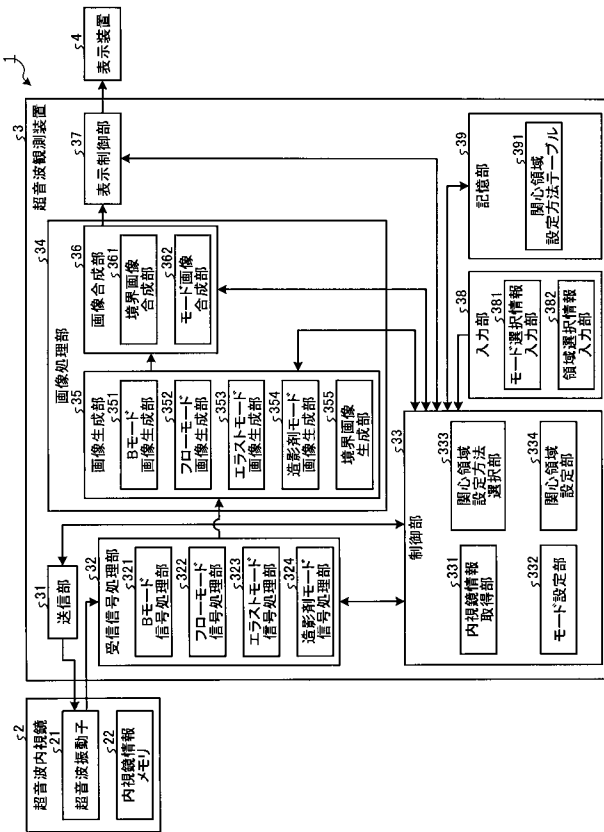 1
2
超音波内視鏡
21
超音波振動子
22
内視鏡情報
メモリ
3
超音波観測装置
31
送信部
32
受信信号処理部
321
Bモード
信号処理部
322
フローモード
信号処理部
323
エラストモード
信号処理部
324
造影剤モード
信号処理部
34
画像処理部
35
画像生成部
351
Bモード
画像生成部
352
フローモード
画像生成部
353
エラストモード
画像生成部
354
造影剤モード
画像生成部
355
境界画像
生成部
36
画像合成部
361
境界画像
合成部
362
モード画像
合成部
37
表示制御部
4
表示装置
33
制御部
331
内視鏡情報
取得部
332
モード設定部
333
関心領域
設定方法
選択部
334
関心領域
設定部
38
入力部
381
モード選択情報
入力部
382
領域選択情報
入力部
39
記憶部
391
関心領域
設定方法テーブル